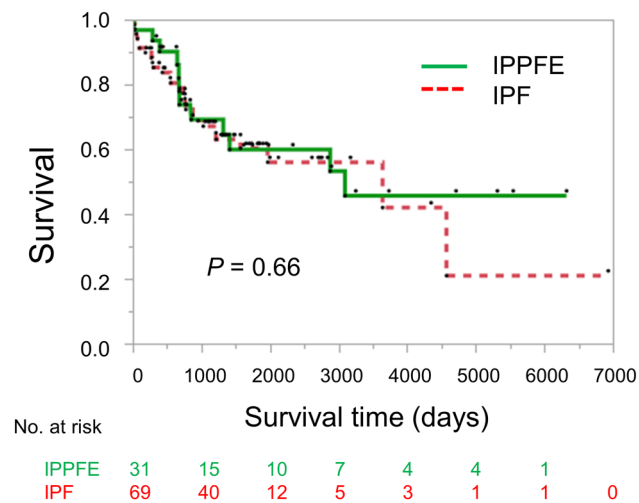 1.0
0.8
0.6
0.4
0.2
0.0
Survival
IPPFE
IPF
P = 0.66
0 1000 2000 3000 4000 5000 6000 7000
Survival time (days)
No. at risk
IPPFE 31 15 10 7 4 4 1
IPF 69 40 12 5 3 1 1 0